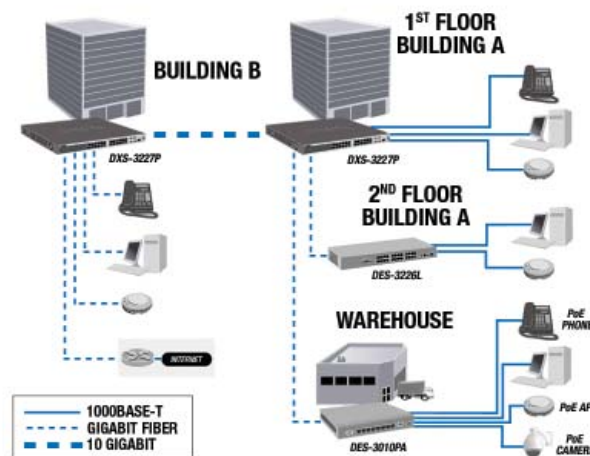 1ST FLOOR
BUILDING A
BUILDING B
DXS-3227P
DXS-3227P
2ND FLOOR
BUILDING A
DES-3226L
INTERNET
WAREHOUSE
PoE
PHONE
PoE AP
PoE
CAMERA
DES-3010PA
1000BASE-T
GIGABIT FIBER
10 GIGABIT